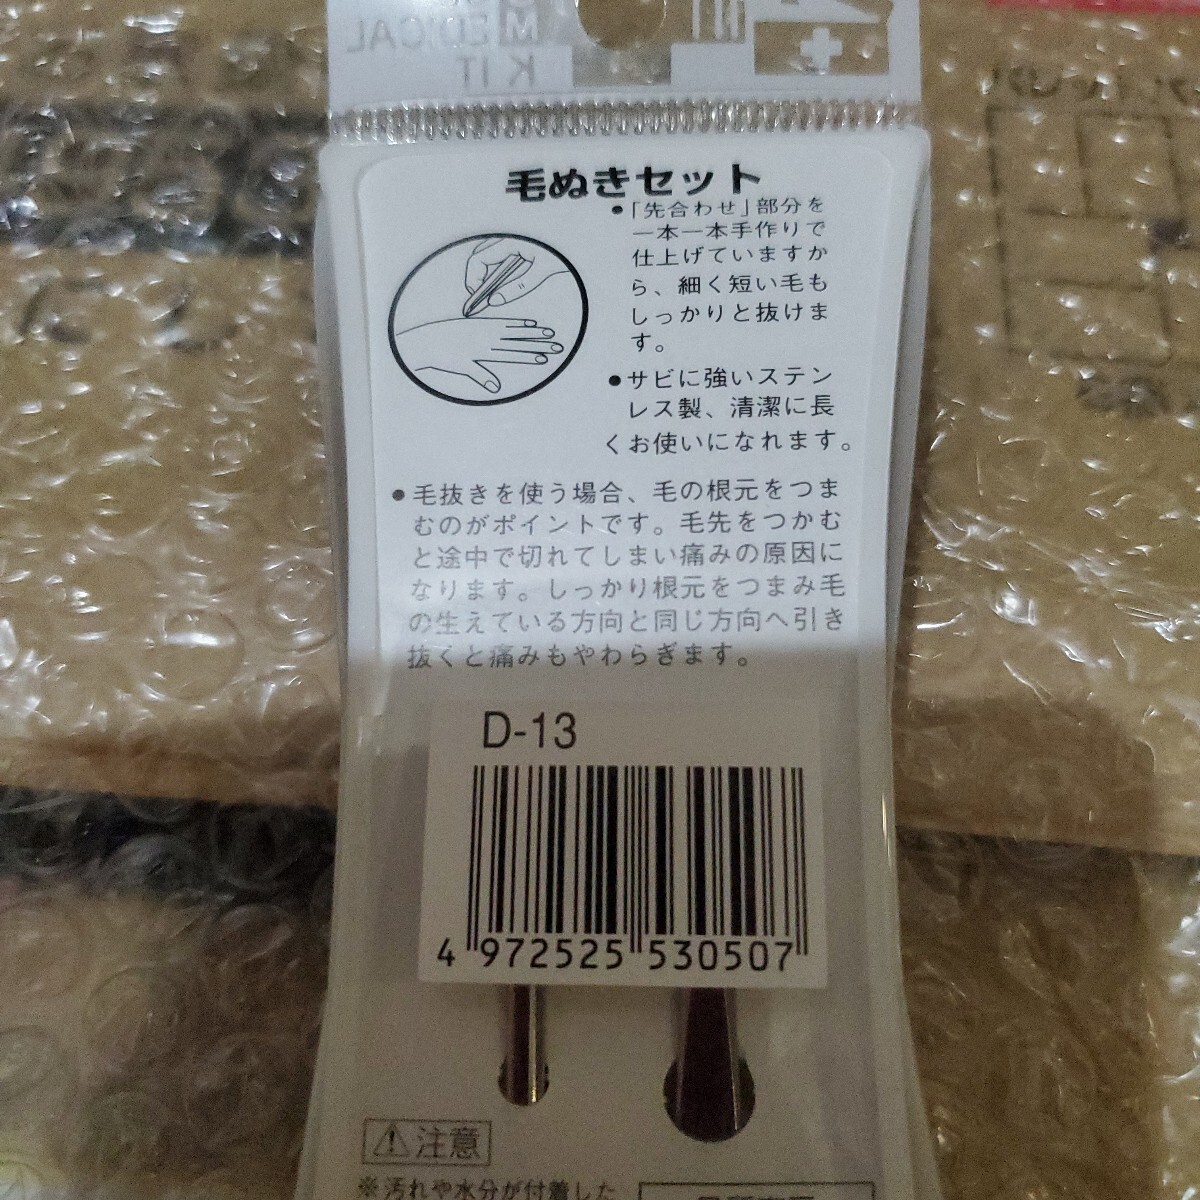 MEDICAL
KIT
毛ぬきセット
•「先合わせ」部分を
一本一本手作りで
仕上げていますか
ら、細く短い毛も
しっかりと抜けま
す。
•サビに強いステン
レス製、清潔に長
くお使いになれます。
•毛抜きを使う場合、毛の根元をつま
むのがポイントです。毛先をつかむ
と途中で切れてしまい痛みの原因に
なります。しっかり根元をつまみ毛
の生えている方向と同じ方向へ引き
抜くと痛みもやわらぎます。
D-13
4 972525 530507
⚠注意
※汚れや水分が付着した